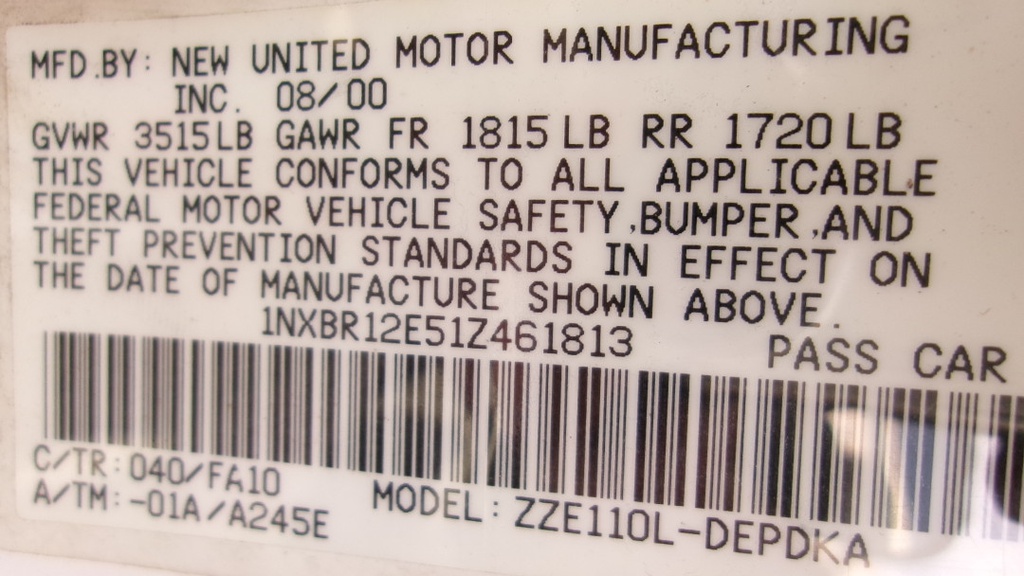 MFD.BY: NEW UNITED MOTOR MANUFACTURING
INC. 08/00
GVWR 3515LB GAWR FR 1815LB RR 1720LB
THIS VEHICLE CONFORMS TO ALL APPLICABLE
FEDERAL MOTOR VEHICLE SAFETY,BUMPER,AND
THEFT PREVENTION STANDARDS IN EFFECT ON
THE DATE OF MANUFACTURE SHOWN ABOVE.
1NXBR12E51Z461813 PASS CAR
C/TR: 040/FA10
A/TM: -01A/A245E MODEL: ZZE110L-DEPDKA